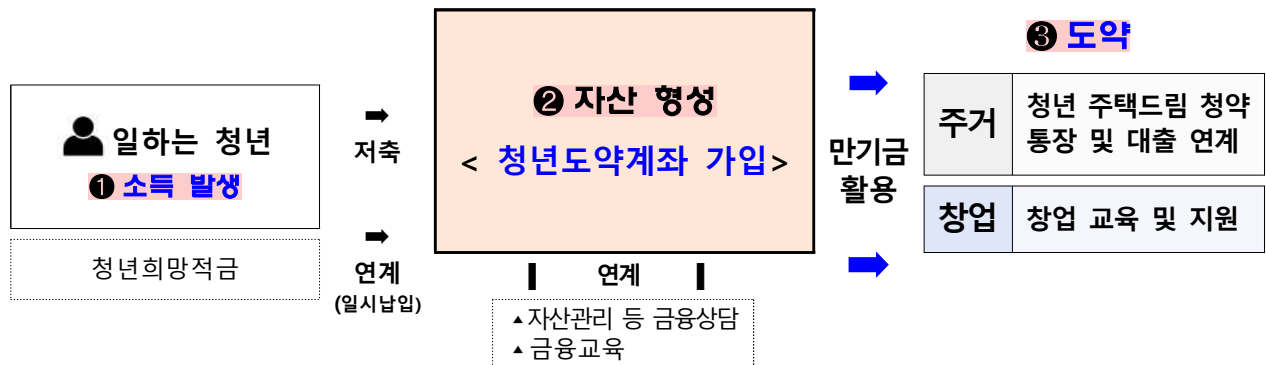 일하는 청년
❶ 소득 발생
청년희망적금
➡
저축
➡
연계
(일시납입)
❷ 자산 형성
< 청년도약계좌 가입>
연계
▲자산관리 등 금융상담
▲금융교육
➡
만기금
활용
➡
❸ 도약
주거
청년 주택드림 청약
통장 및 대출 연계
창업
창업 교육 및 지원